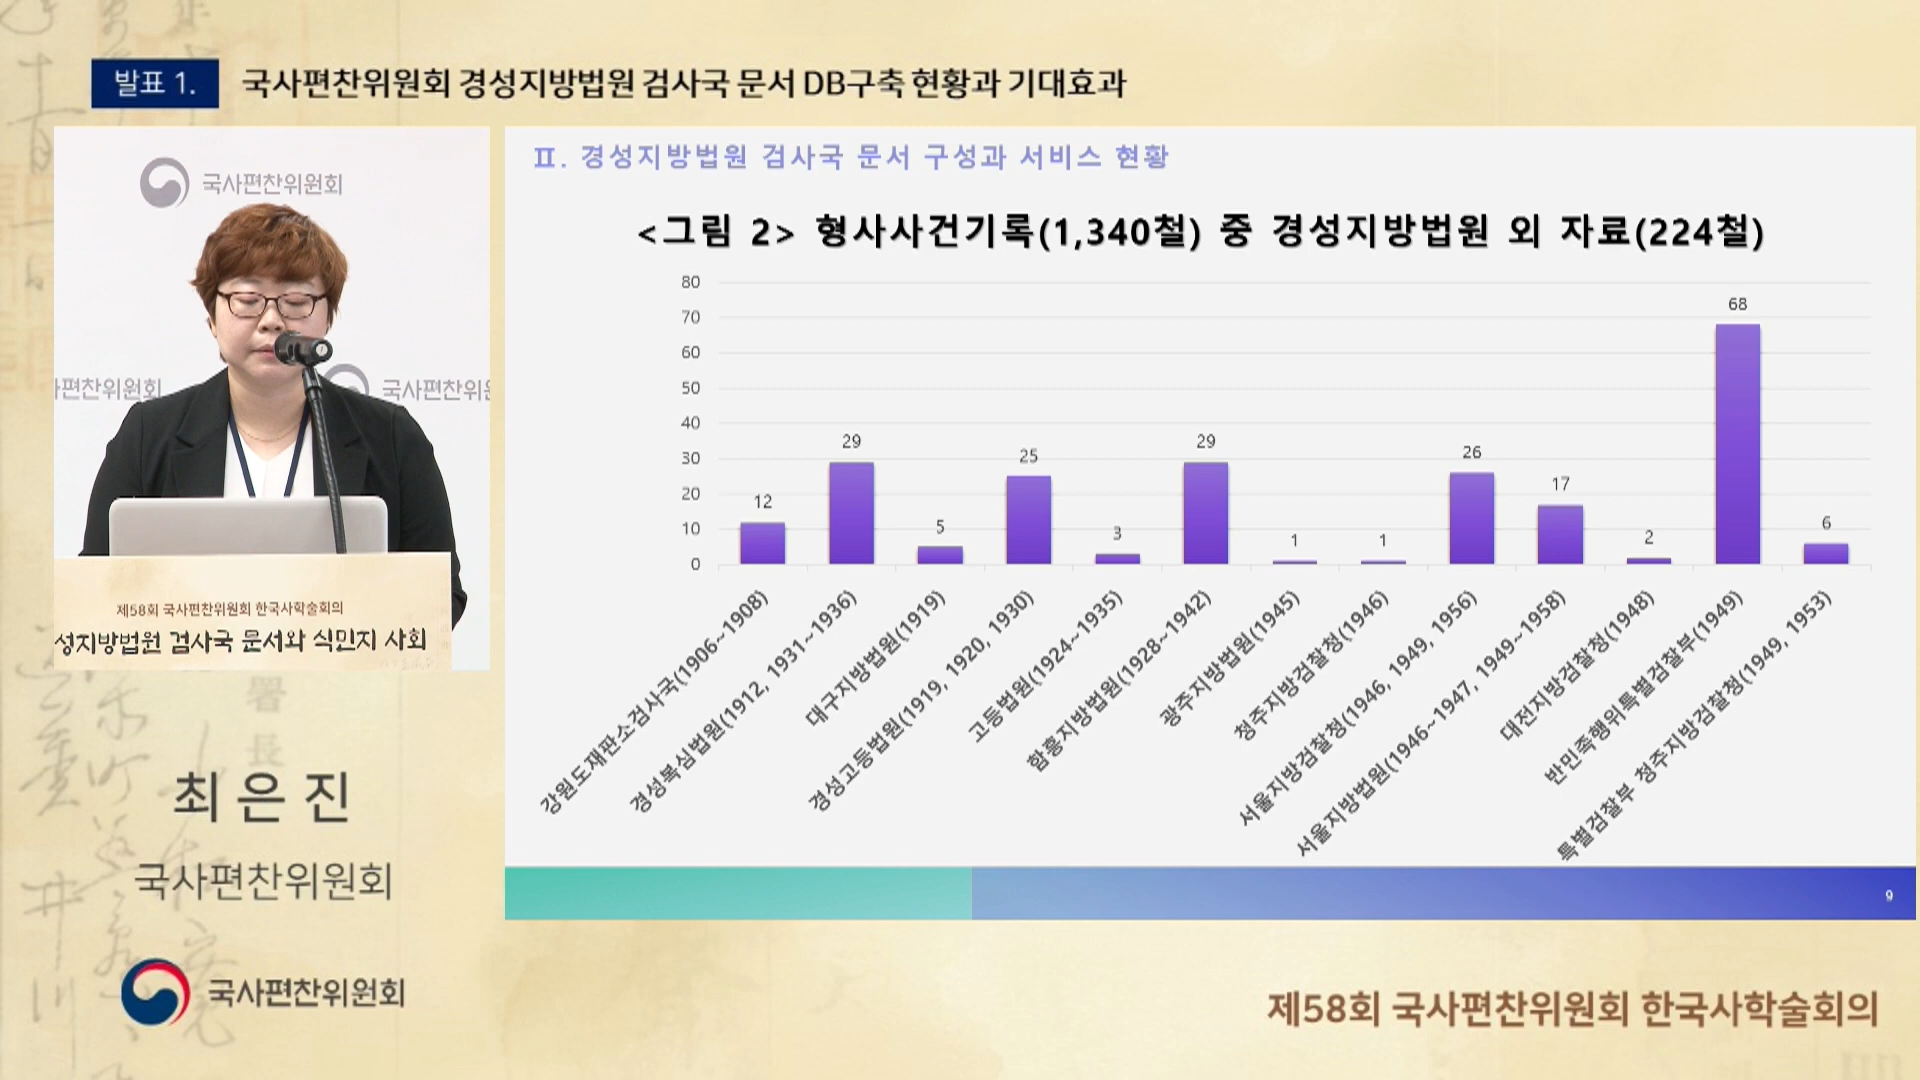 발표 1.
국사편찬위원회 경성지방법원 검사국 문서 DB구축 현황과 기대효과
국사편찬위원회
사편찬위원회
국사편찬위원
제58회 국사편찬위원회 한국사학술회의
성지방법원 검사국 문서와 식민지 사회
Ⅱ. 경성지방법원 검사국 문서 구성과 서비스 현황
<그림 2> 형사사건기록(1,340철) 중 경성지방법원 외 자료(224철)
80
70
60
50
40
30
20
10
0
12
29
5
25
3
29
1
1
26
17
2
68
6
강원도재판소검사국(1906~1908)
경성복심법원(1912, 1931~1936)
대구지방법원(1919)
경성고등법원(1919, 1920, 1930)
고등법원(1924~1935)
함흥지방법원(1928~1942)
광주지방법원(1945)
청주지방검찰청(1946)
서울지방검찰청(1946, 1949, 1956)
서울지방법원(1946~1947, 1949~1958)
대전지방검찰청(1948)
반민족행위특별검찰부(1949)
특별검찰부 청주지방검찰청(1949, 1953)
9
최은진
국사편찬위원회
국사편찬위원회
제58회 국사편찬위원회 한국사학술회의